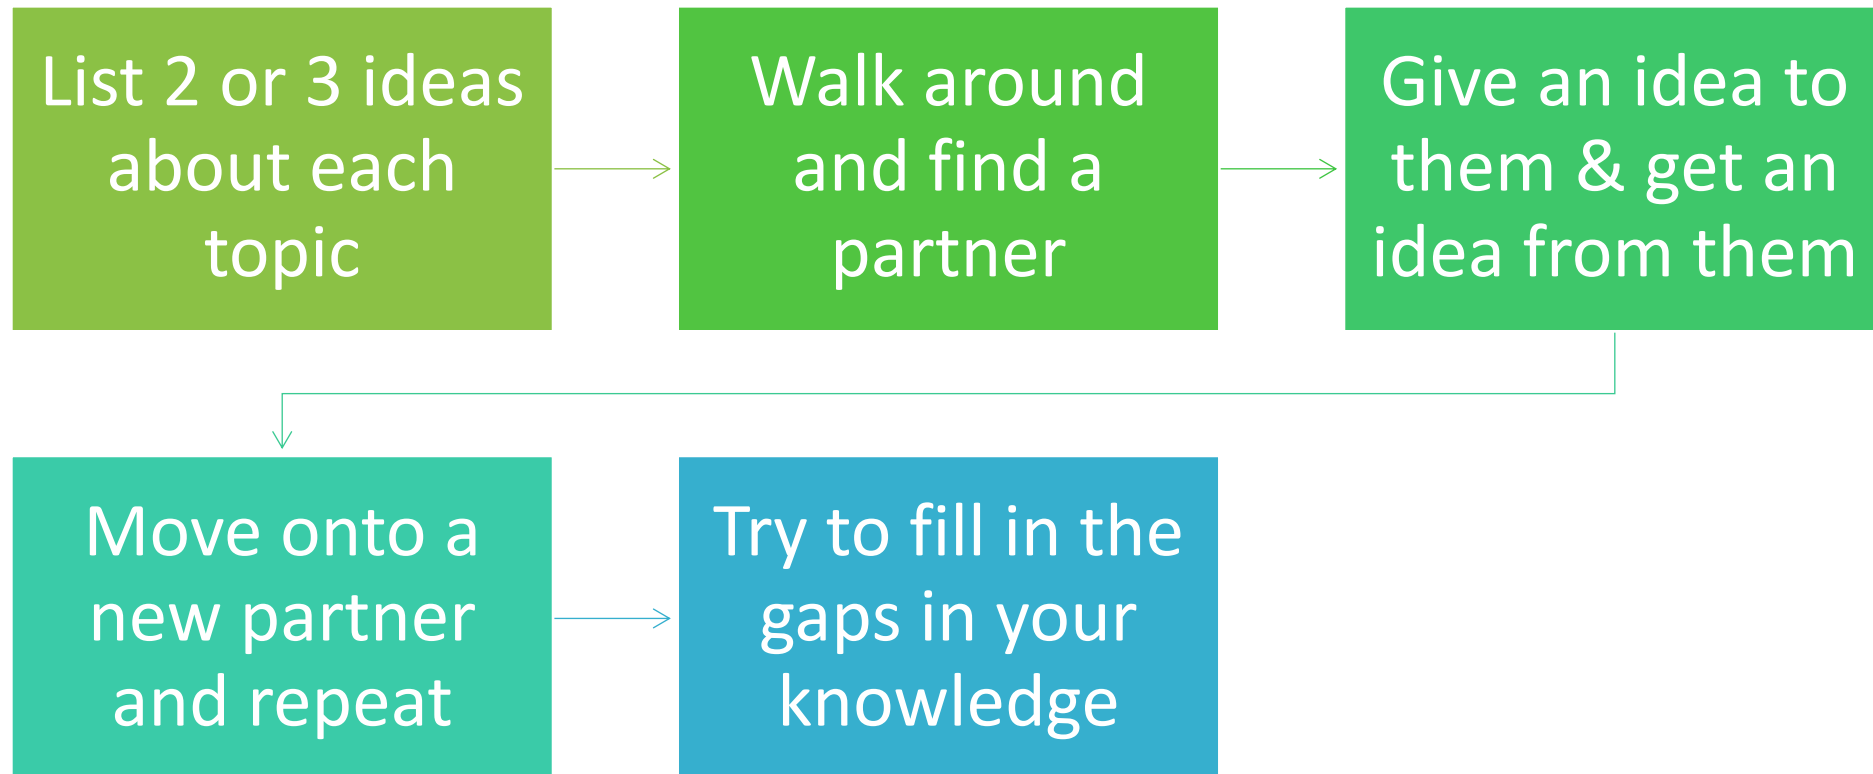 List 2 or 3 ideas
about each
topic
Walk around
and find a
partner
Give an idea to
them & get an
idea from them
Move onto a
new partner
and repeat
Try to fill in the
gaps in your
knowledge